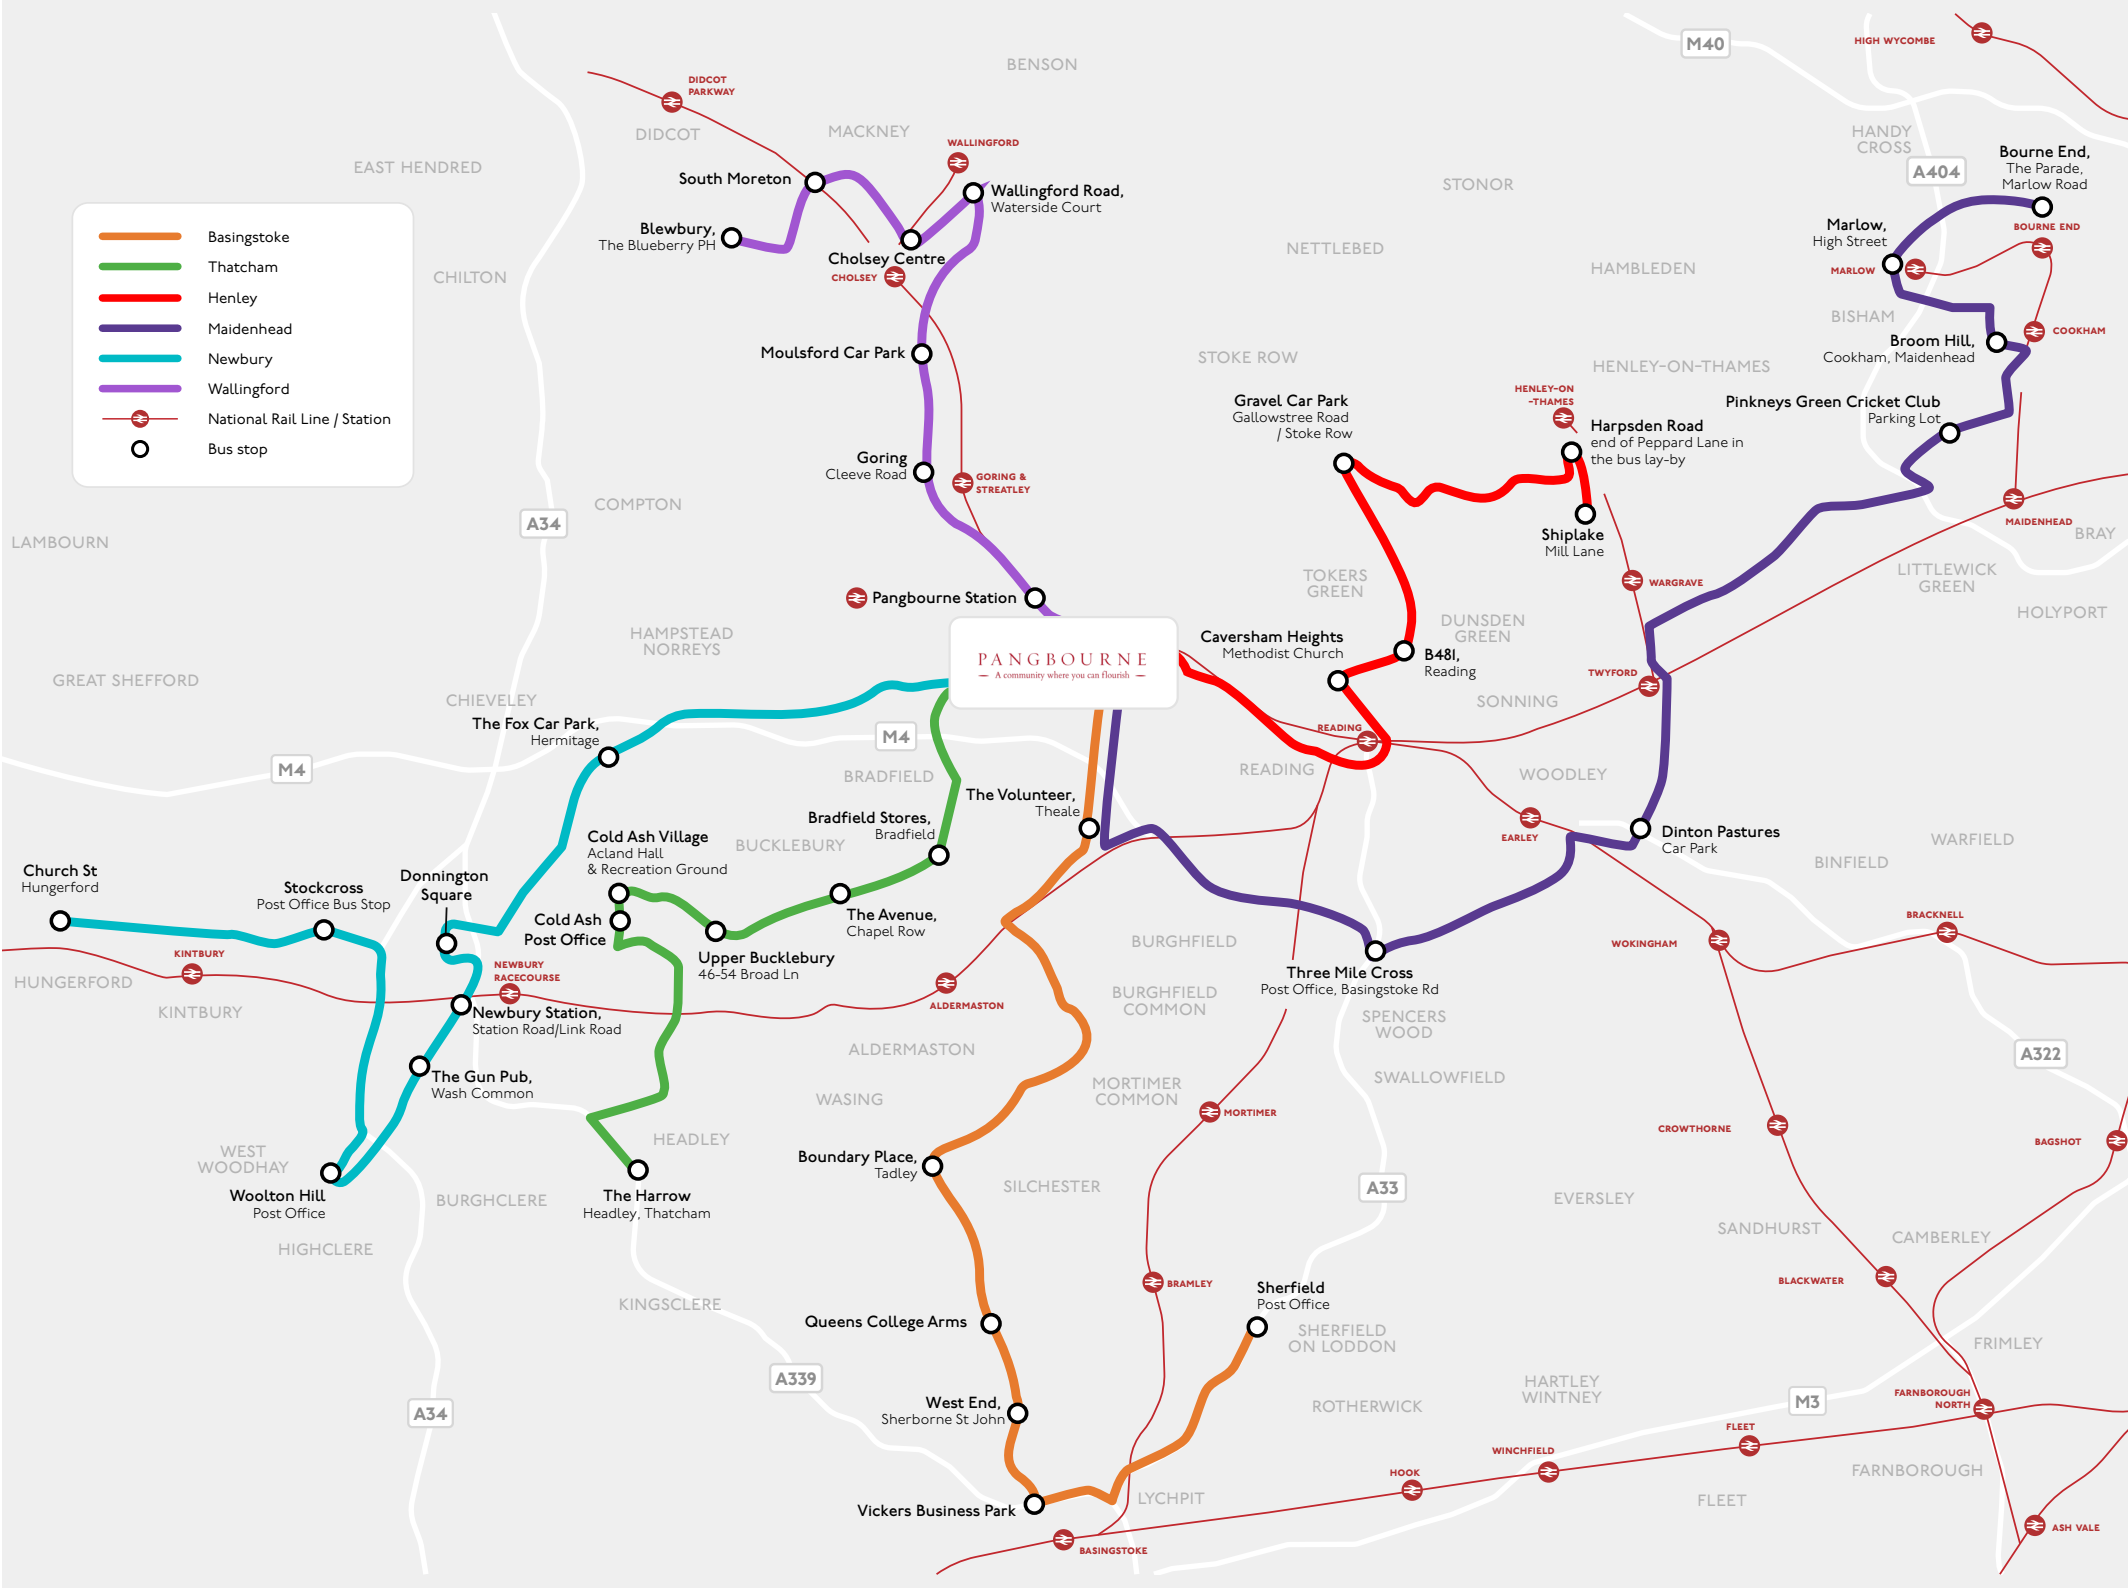 Basingstoke
Thatcham
Henley
Maidenhead
Newbury
Wallingford
National Rail Line / Station
Bus stop
BENSON
DIDCOT
PARKWAY
DIDCOT
MACKNEY
EAST HENDRED
WALLINGFORD
South Moreton
Wallingford Road,
Waterside Court
Blewbury,
The Blueberry PH
Cholsey Centre
CHOLSEY
CHILTON
Moulsford Car Park
Goring
Cleeve Road
GORING &
STREATLEY
COMPTON
A34
LAMBOURN
Pangbourne Station
HAMPSTEAD
NORREYS
GREAT SHEFFORD
CHIEVELEY
PANGBOURNE
A community where you can flourish
M40
HIGH WYCOMBE
HANDY
CROSS
A404
Bourne End,
The Parade,
Marlow Road
BOURNE END
STONOR
NETTLEBED
HAMBLEDEN
Marlow,
High Street
MARLOW
BISHAM
COOKHAM
Broom Hill,
Cookham, Maidenhead
STOKE ROW
HENLEY-ON-THAMES
HENLEY-ON
-THAMES
Gravel Car Park
Gallowstree Road
/ Stoke Row
Harpsden Road
end of Peppard Lane in
the bus lay-by
Pinkneys Green Cricket Club
Parking Lot
Shiplake
Mill Lane
MAIDENHEAD
BRAY
TOKERS
GREEN
WARGRAVE
LITTLEWICK
GREEN
HOLYPORT
DUNSDEN
GREEN
Caversham Heights
Methodist Church
B481,
Reading
TWYFORD
SONNING
READING
READING
WOODLEY
The Fox Car Park,
Hermitage
M4
M4
BRADFIELD
The Volunteer,
Theale
Bradfield Stores,
Bradfield
BUCKLEBURY
Cold Ash Village
Acland Hall
& Recreation Ground
Cold Ash
Post Office
The Avenue,
Chapel Row
Upper Bucklebury
46-54 Broad Ln
Church St
Hungerford
Stockcross
Post Office Bus Stop
Donnington
Square
KINTBURY
NEWBURY
RACECOURSE
HUNGERFORD
KINTBURY
Newbury Station,
Station Road/Link Road
The Gun Pub,
Wash Common
WEST
WOODHAY
Woolton Hill
Post Office
HIGHCLERE
BURGHCLERE
HEADLEY
The Harrow
Headley, Thatcham
KINGSCLERE
A34
A339
ALDERMASTON
ALDERMASTON
WASING
EARLEY
Dinton Pastures
Car Park
BINFIELD
WARFIELD
BRACKNELL
WOKINGHAM
BURGHFIELD
Three Mile Cross
Post Office, Basingstoke Rd
BURGHFIELD
COMMON
SPENCERS
WOOD
SWALLOWFIELD
MORTIMER
COMMON
MORTIMER
A322
CROWTHORNE
BAGSHOT
Boundary Place,
Tadley
SILCHESTER
A33
EVERSLEY
SANDHURST
CAMBERLEY
BLACKWATER
BRAMLEY
Sherfield
Post Office
SHERFIELD
ON LODDON
Queens College Arms
West End,
Sherborne St John
ROTHERWICK
HARTLEY
WINTNEY
M3
FRIMLEY
FARNBOROUGH
NORTH
FLEET
WINCHFIELD
HOOK
FARNBOROUGH
FLEET
Vickers Business Park
LYCHPIT
BASINGSTOKE
ASH VALE